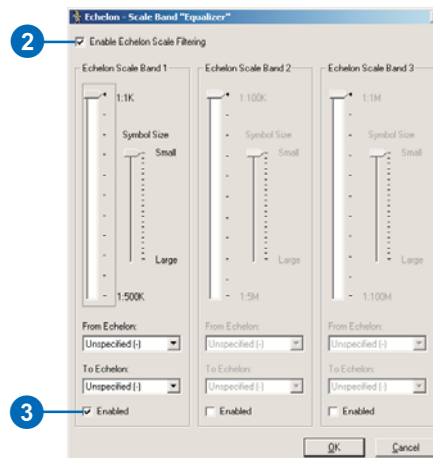 Echelon - Scale Band "Equalizer"
2
Enable Echelon Scale Filtering
Echelon Scale Band 1
1:1K
Symbol Size
Small
Large
1:500K
From Echelon:
Unspecified (-)
To Echelon:
Unspecified (-)
3
Enabled
Echelon Scale Band 2
1:100K
Symbol Size
Small
Large
1:5M
From Echelon:
Unspecified (-)
To Echelon:
Unspecified (-)
Enabled
Echelon Scale Band 3
1:1M
Symbol Size
Small
Large
1:100M
From Echelon:
Unspecified (-)
To Echelon:
Unspecified (-)
Enabled
OK
Cancel